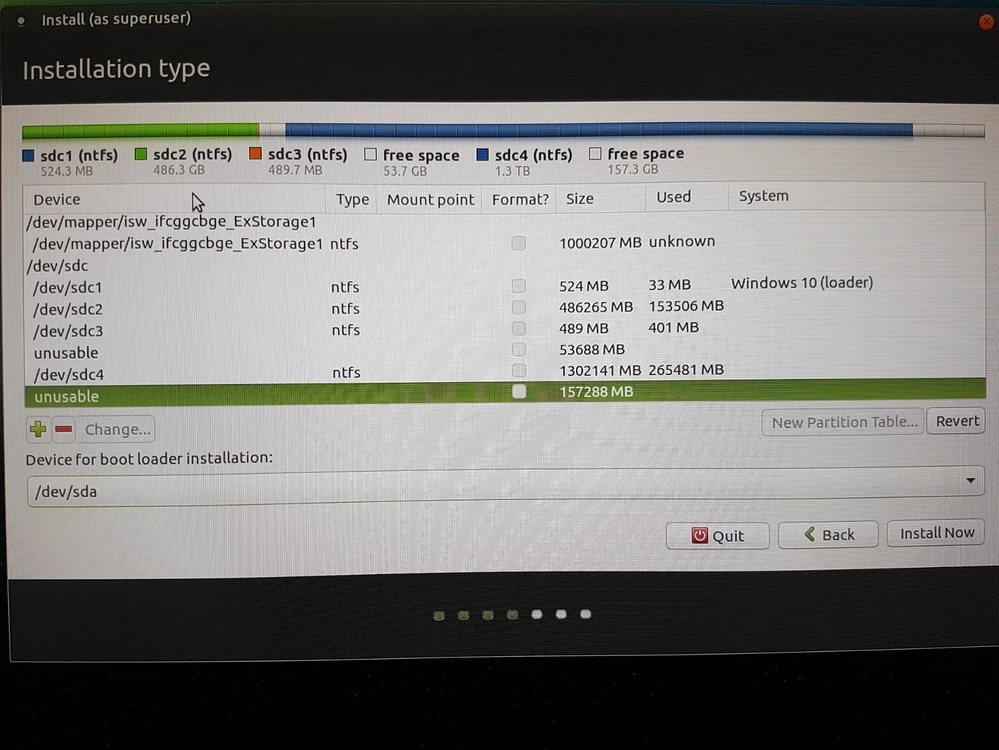 Install (as superuser)
Installation type
sdc1 (ntfs) sdc2 (ntfs) sdc3 (ntfs) free space sdc4 (ntfs) free space
524.3 MB 486.3 GB 489.7 MB 53.7 GB 1.3 TB 157.3 GB
Device Type Mount point Format? Size Used System
/dev/mapper/isw_ifcggcbge_ExStorage1
/dev/mapper/isw_ifcggcbge_ExStorage1 ntfs 1000207 MB unknown
/dev/sdc
/dev/sdc1 ntfs 524 MB 33 MB Windows 10 (loader)
/dev/sdc2 ntfs 486265 MB 153506 MB
/dev/sdc3 ntfs 489 MB 401 MB
unusable 53688 MB
/dev/sdc4 ntfs 1302141 MB 265481 MB
unusable 157288 MB
Change... New Partition Table... Revert
Device for boot loader installation:
/dev/sda
Quit Back Install Now